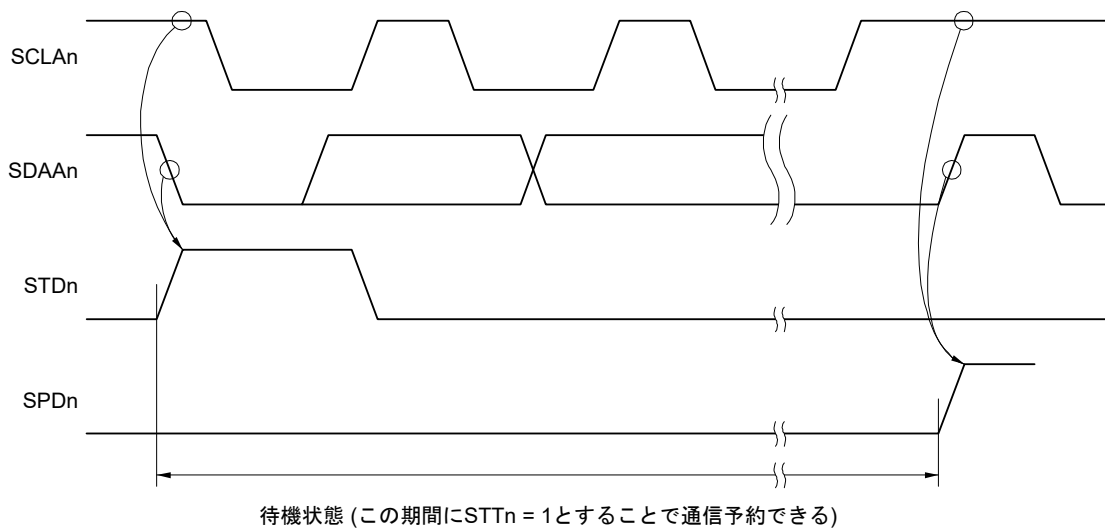 SCLAn
SDAAn
STDn
SPDn
待機状態 (この期間にSTTn = 1とすることで通信予約できる)